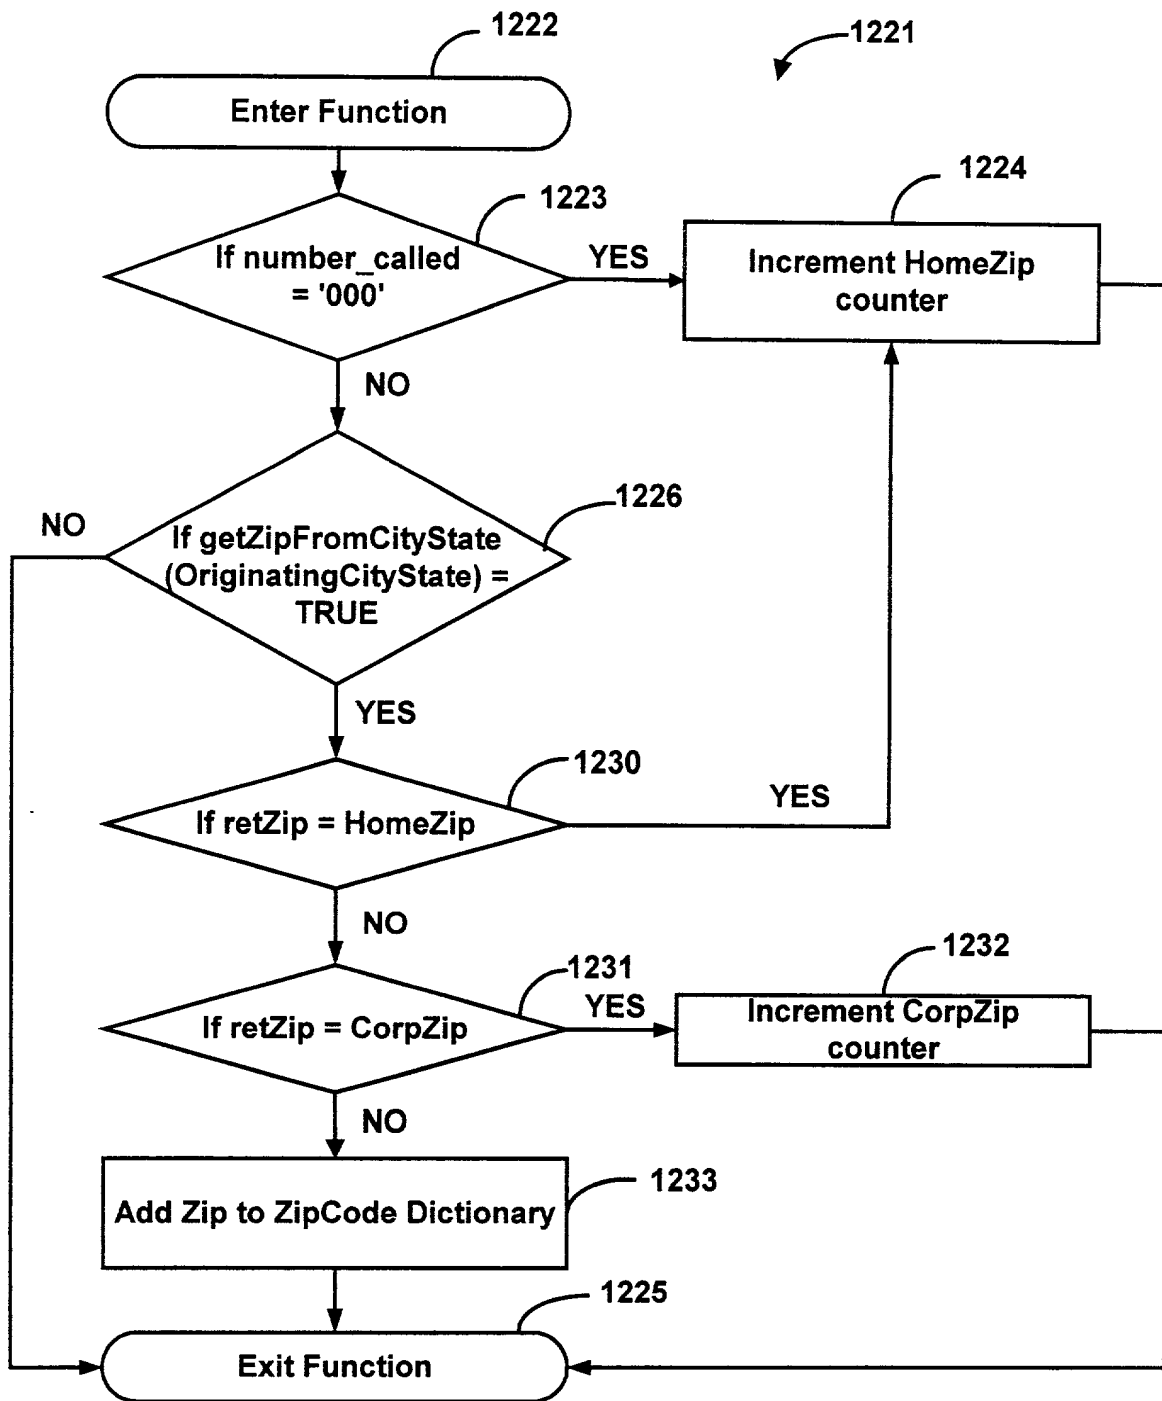 1222
1221
Enter Function
1223
1224
If number_called
= '000'
YES
Increment HomeZip
counter
NO
1226
NO
If getZipFromCityState
(OriginatingCityState) =
TRUE
YES
1230
YES
If retZip = HomeZip
NO
1231
1232
If retZip = CorpZip
YES
Increment CorpZip
counter
NO
1233
Add Zip to ZipCode Dictionary
1225
Exit Function